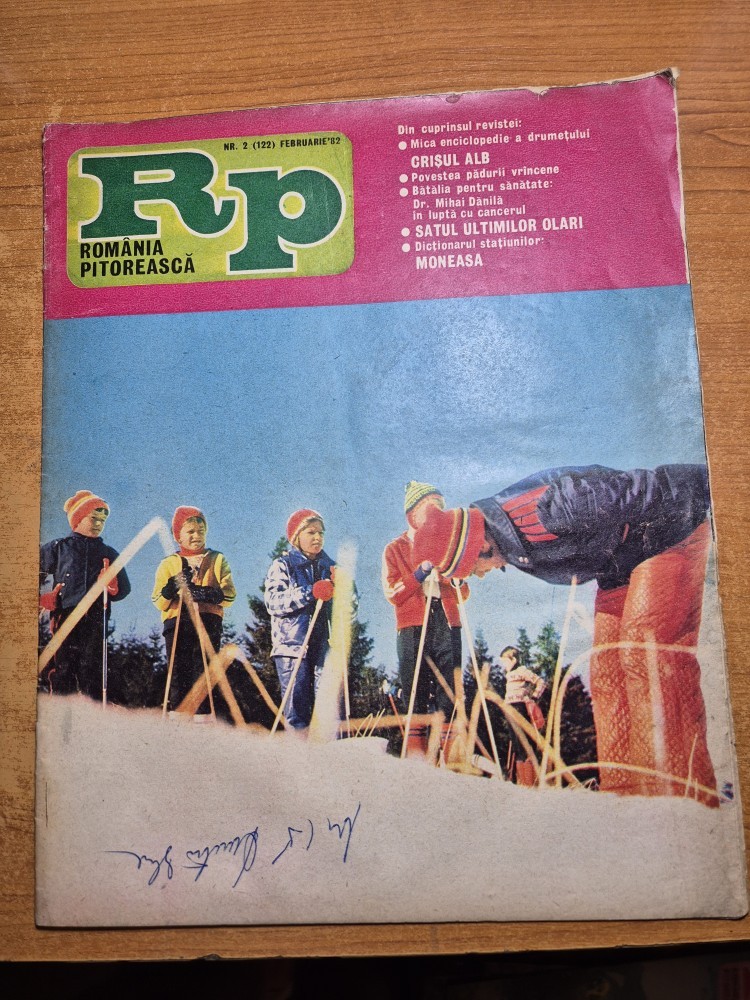 NR. 2 (122) FEBRUARIE'82
Rp
ROMÂNIA
PITOREASCĂ
Din cuprinsul revistei:
● Mica enciclopedie a drumețului
CRIȘUL ALB
● Povestea pădurii vrîncene
● Bătălia pentru sănătate:
Dr. Mihai Dănilă
în luptă cu cancerul
● SATUL ULTIMILOR OLARI
● Dicționarul stațiunilor:
MONEASA